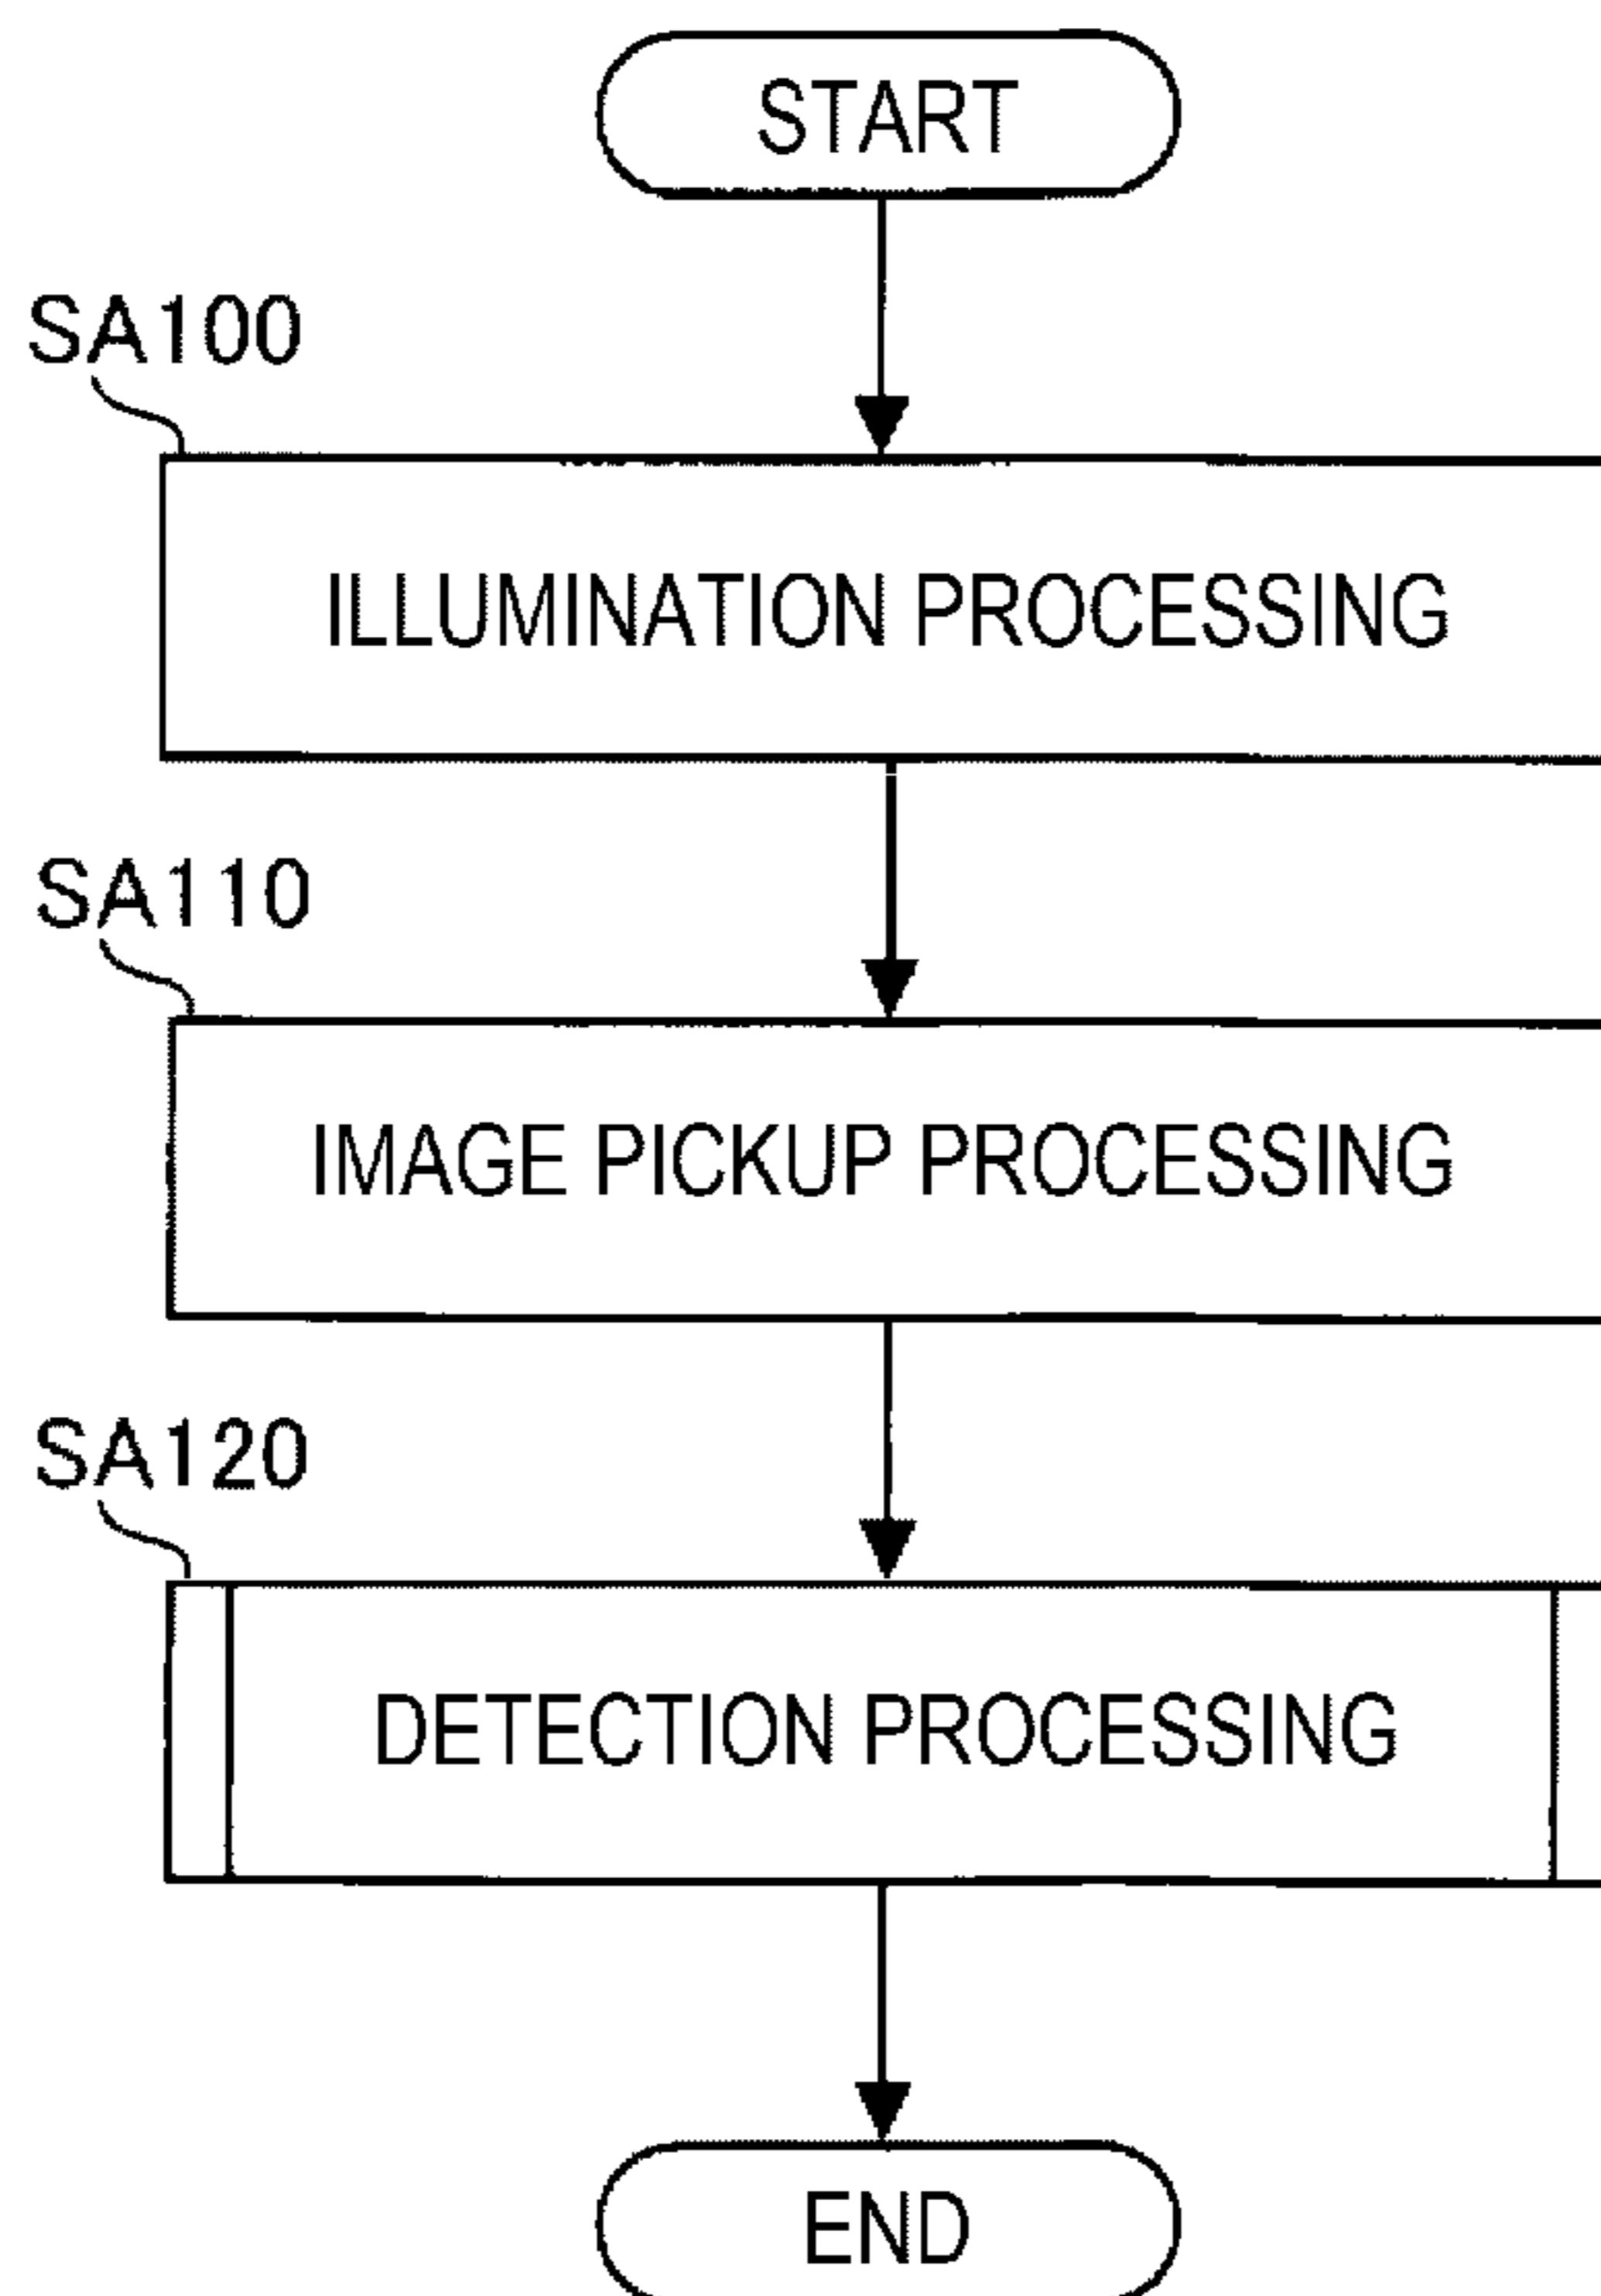 START
SA100
ILLUMINATION PROCESSING
SA110
IMAGE PICKUP PROCESSING
SA120
DETECTION PROCESSING
END